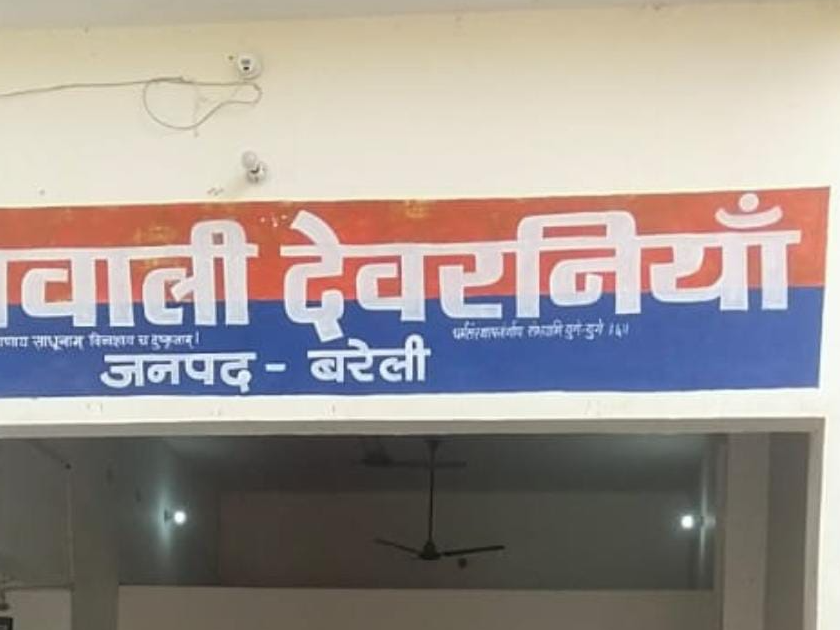 वाली देवरनियाँ
साधूनाम् विनाशाय च दुष्कृताम्।
युगे-युगे
जनपद - बरेली